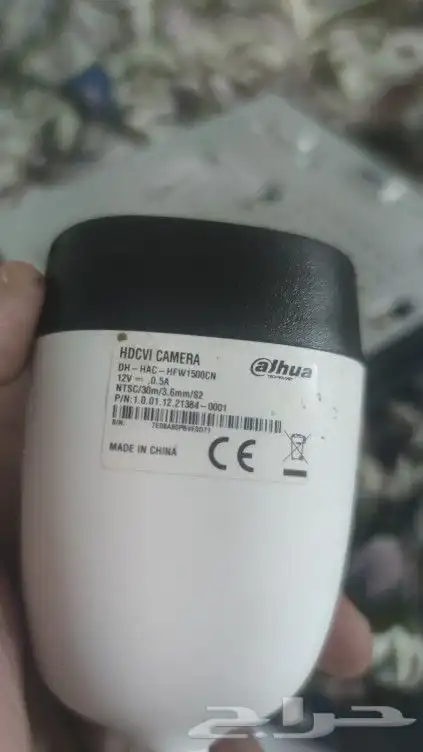 HDCVI CAMERA
alhua
TECHNOLOGY
DH-HAC-HFW1500CN
12V ⎓ .0.5A
NTSC/30m/3.6mm/S2
P/N:1.0.01.12.21384-0001
S/N:
MADE IN CHINA
CE
حراج